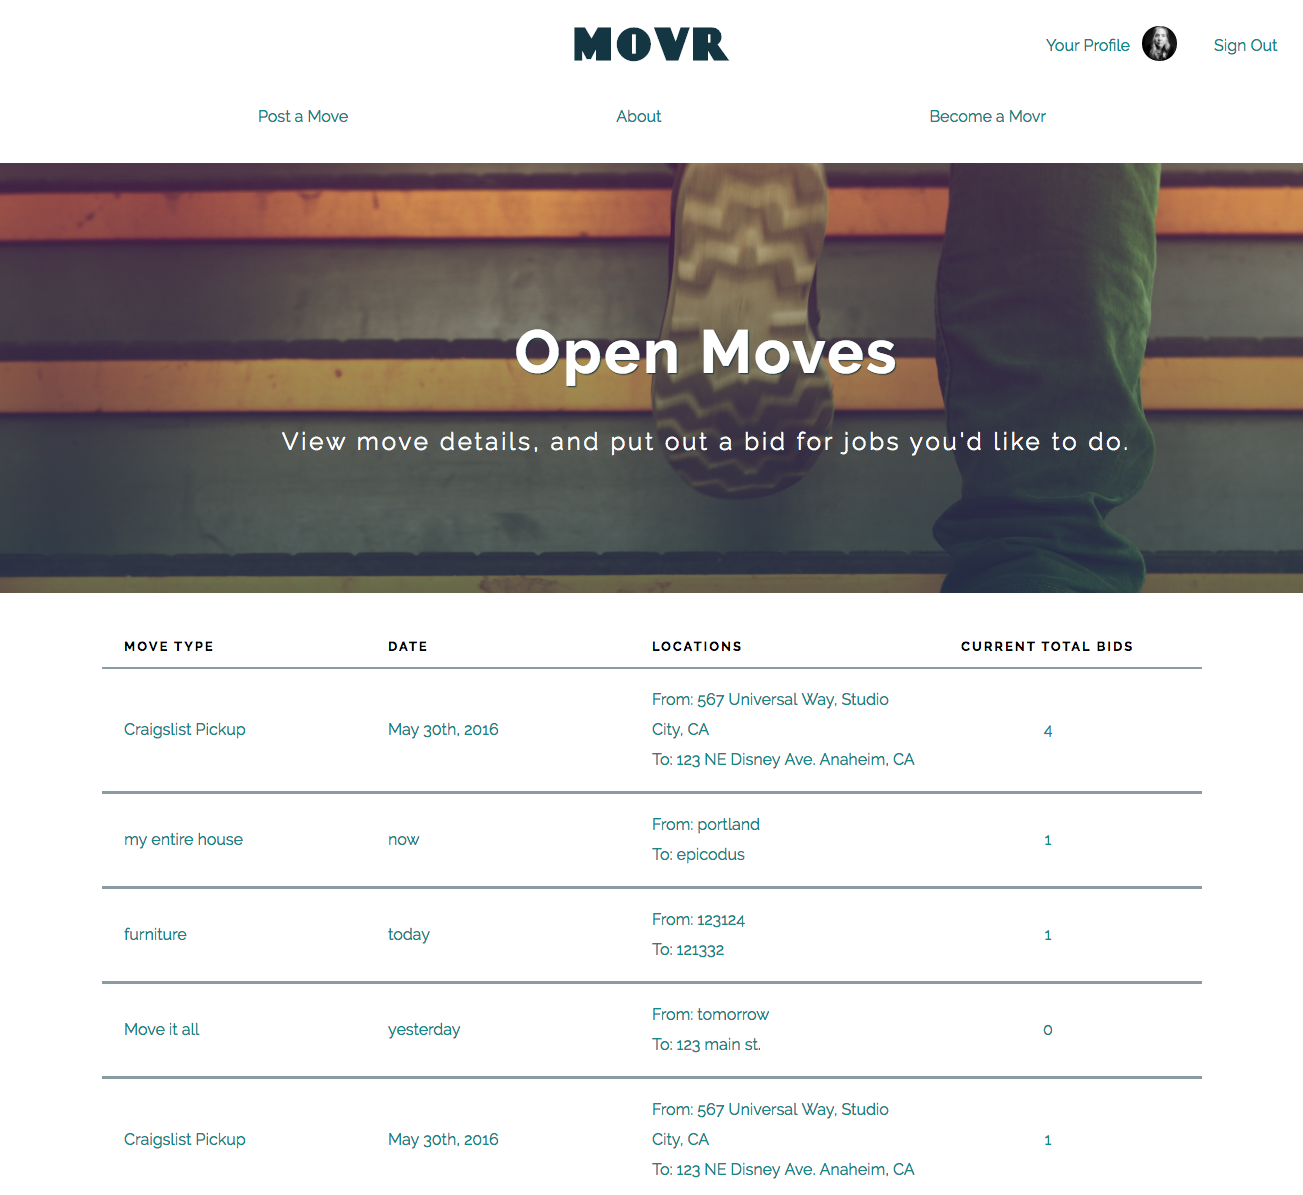 MOVR
Your Profile
Sign Out
Post a Move
About
Become a Movr
Open Moves
View move details, and put out a bid for jobs you'd like to do.
MOVE TYPE
DATE
LOCATIONS
CURRENT TOTAL BIDS
Craigslist Pickup
May 30th, 2016
From: 567 Universal Way, Studio
City, CA
To: 123 NE Disney Ave. Anaheim, CA
4
my entire house
now
From: portland
To: epicodus
1
furniture
today
From: 123124
To: 121332
1
Move it all
yesterday
From: tomorrow
To: 123 main st.
0
Craigslist Pickup
May 30th, 2016
From: 567 Universal Way, Studio
City, CA
To: 123 NE Disney Ave. Anaheim, CA
1